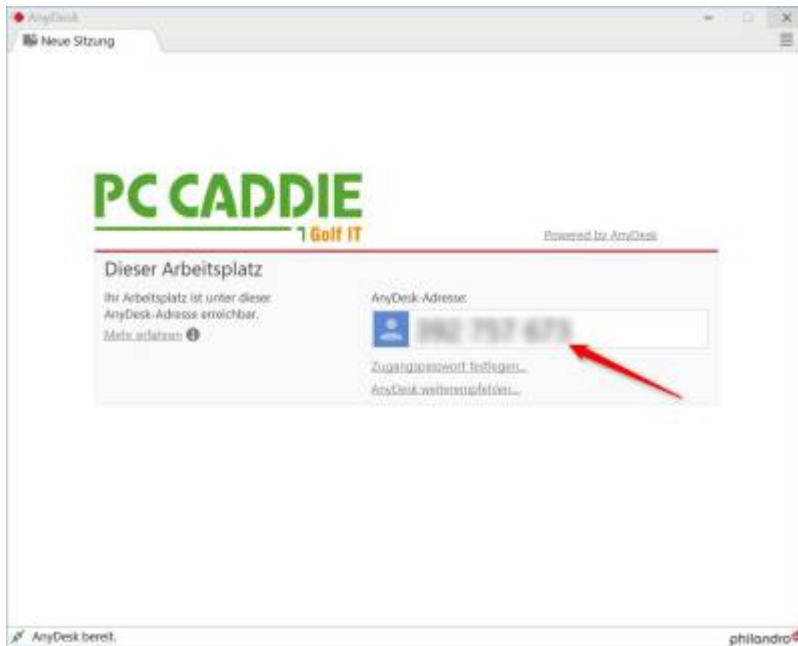 AnyDesk
Neue Sitzung
PC CADDIE
Golf IT
Powered by AnyDesk
Dieser Arbeitsplatz
Ihr Arbeitsplatz ist unter dieser
AnyDesk-Adresse erreichbar.
Mehr erfahren
AnyDesk-Adresse:
Zugangspasswort festlegen...
AnyDesk weiterempfehlen...
AnyDesk bereit.
philandro